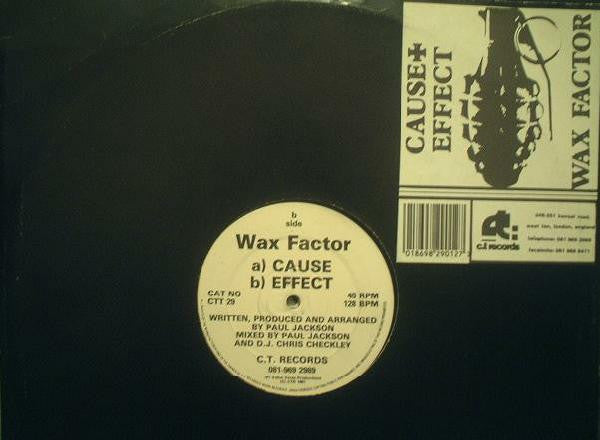 CAUSE+
EFFECT
WAX FACTOR
c.t records
telephone: 081 969 2989
018698290127
b
side
Wax Factor
a) CAUSE
b) EFFECT
CAT NO
CTT 29
45 RPM
128 BPM
WRITTEN, PRODUCED AND ARRANGED
BY PAUL JACKSON
MIXED BY PAUL JACKSON
AND D.J. CHRIS CHECKLEY
C.T. RECORDS
081-969 2989